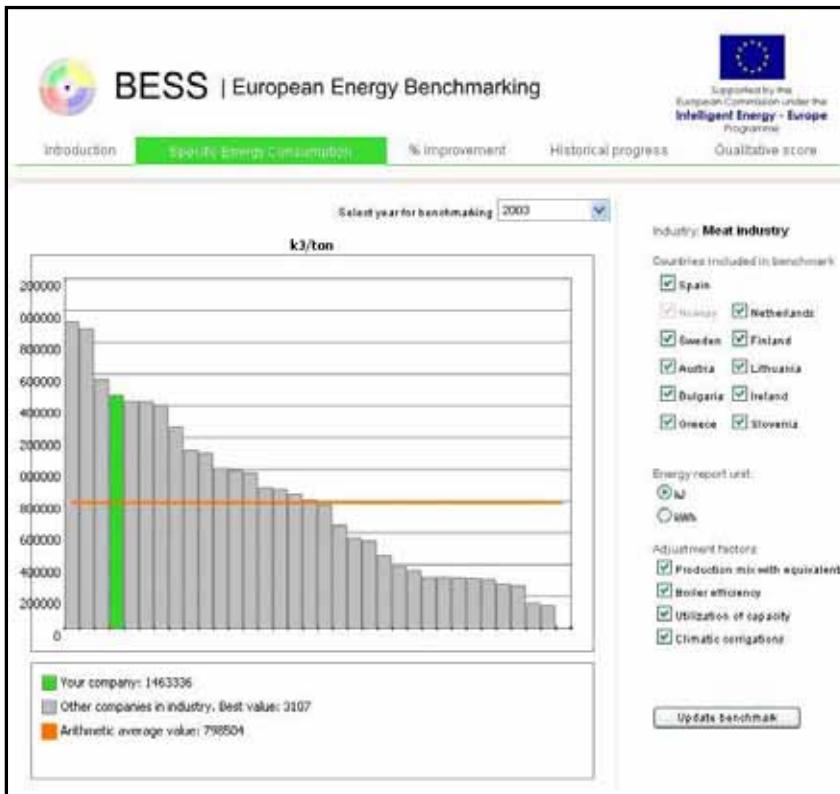 BESS | European Energy Benchmarking
Supported by the
European Commission under the
Intelligent Energy - Europe
Programme
Introduction Specific Energy Consumption % Improvement Historical progress Qualitative score
Select year for benchmarking 2003
k3/ton
200000
000000
800000
600000
400000
200000
000000
800000
600000
400000
200000
0
Your company: 1463336
Other companies in industry. Best value: 3107
Arithmetic average value: 798504
Industry: Meat industry
Countries included in benchmark
Spain
Norway Netherlands
Sweden Finland
Austria Lithuania
Bulgaria Ireland
Greece Slovenia
Energy report unit:
kJ
kWh
Adjustment factors:
Production mix with equivalent
Boiler efficiency
Utilization of capacity
Climatic corrigations
Update benchmark